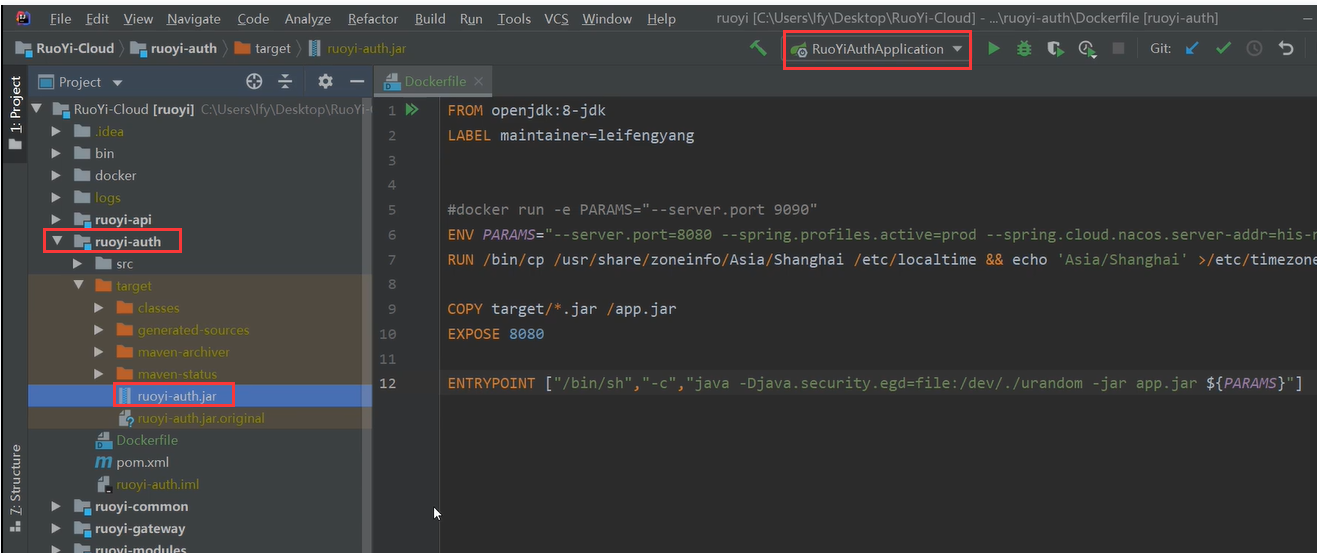 File Edit View Navigate Code Analyze Refactor Build Run Tools VCS Window Help ruoyi [C:\Users\lfy\Desktop\RuoYi-Cloud] - ...\ruoyi-auth\Dockerfile [ruoyi-auth]
RuoYi-Cloud ruoyi-auth target ruoyi-auth.jar RuoYiAuthApplication Git:
1: Project
Z: Structure
Project
RuoYi-Cloud [ruoyi] C:\Users\lfy\Desktop\RuoYi-C
.idea
bin
docker
logs
ruoyi-api
ruoyi-auth
src
target
classes
generated-sources
maven-archiver
maven-status
ruoyi-auth.jar
ruoyi-auth.jar.original
Dockerfile
pom.xml
ruoyi-auth.iml
ruoyi-common
ruoyi-gateway
ruoyi-modules
Dockerfile
1 FROM openjdk:8-jdk
2 LABEL maintainer=leifengyang
3
4
5 #docker run -e PARAMS="--server.port 9090"
6 ENV PARAMS="--server.port=8080 --spring.profiles.active=prod --spring.cloud.nacos.server-addr=his-
7 RUN /bin/cp /usr/share/zoneinfo/Asia/Shanghai /etc/localtime && echo 'Asia/Shanghai' >/etc/timezone
8
9 COPY target/*.jar /app.jar
10 EXPOSE 8080
11
12 ENTRYPOINT ["/bin/sh","-c","java -Djava.security.egd=file:/dev/./urandom -jar app.jar ${PARAMS}"]